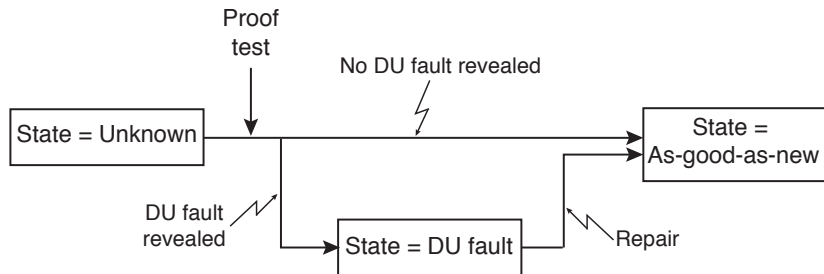 Proof
test
No DU fault revealed
State = Unknown
State =
As-good-as-new
DU fault
revealed
State = DU fault
Repair